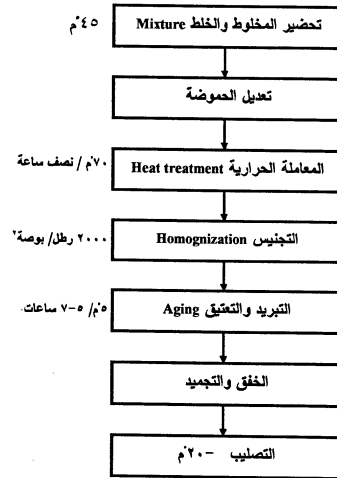 تحضير المخلوط والخلط Mixture ٤٥°م
تعديل الحموضة
المعاملة الحرارية Heat treatment ٧٠°م / نصف ساعة
التجنيس Homognization ٢٠٠٠ رطل/ بوصة٢
التبريد والتعتيق Aging ٥°م/ ٥-٧ ساعات
الخفق والتجميد
التصليب -٢٠°م